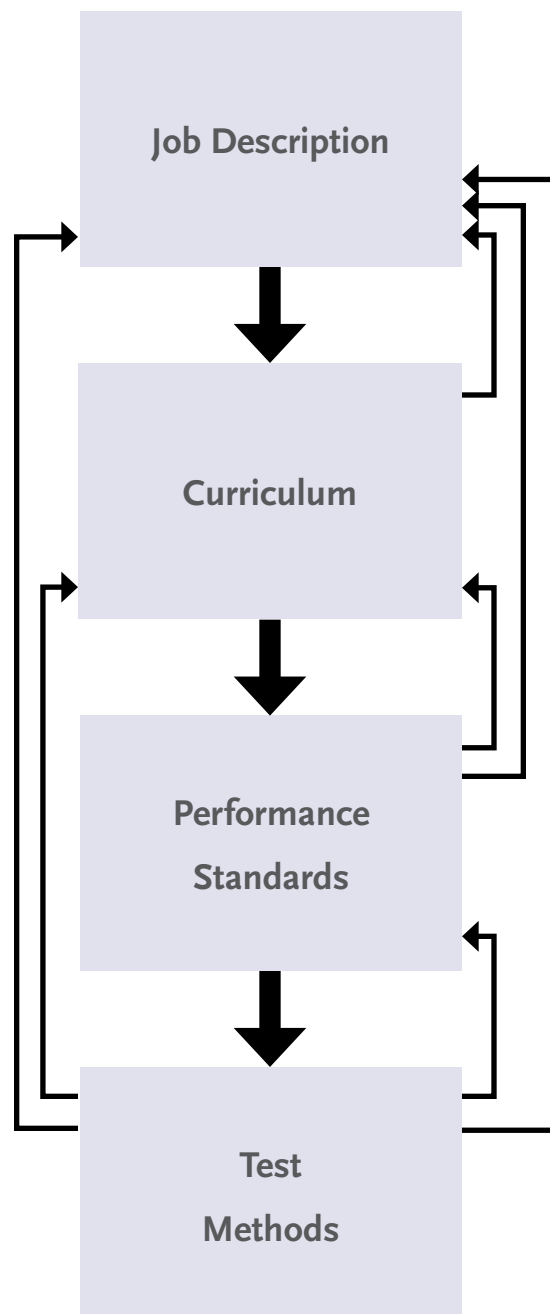 Job Description
Curriculum
Performance
Standards
Test
Methods